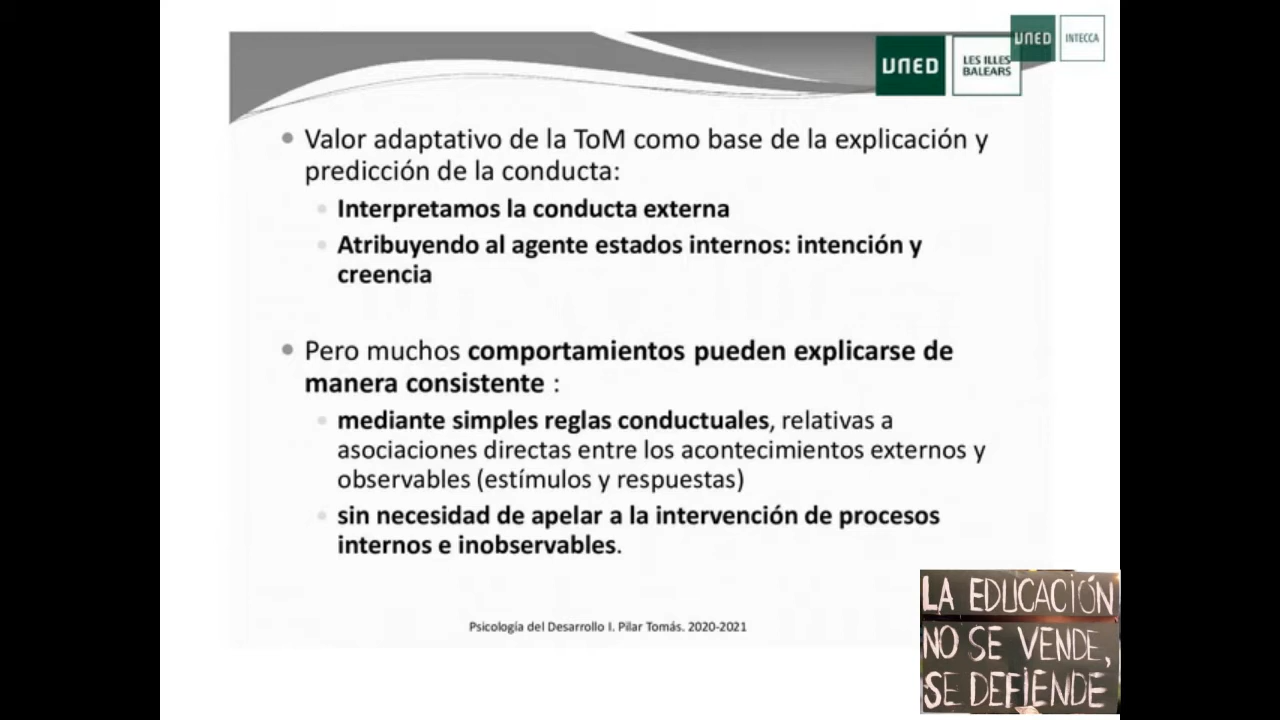 UNED
INTECCA
UNED
LES ILLES
BALEARS
Valor adaptativo de la ToM como base de la explicación y
predicción de la conducta:
Interpretamos la conducta externa
Atribuyendo al agente estados internos: intención y
creencia
Pero muchos comportamientos pueden explicarse de
manera consistente :
mediante simples reglas conductuales, relativas a
asociaciones directas entre los acontecimientos externos y
observables (estímulos y respuestas)
sin necesidad de apelar a la intervención de procesos
internos e inobservables.
Psicología del Desarrollo I. Pilar Tomás. 2020-2021
LA EDUCACIÓN
NO SE VENDE,
SE DEFIENDE